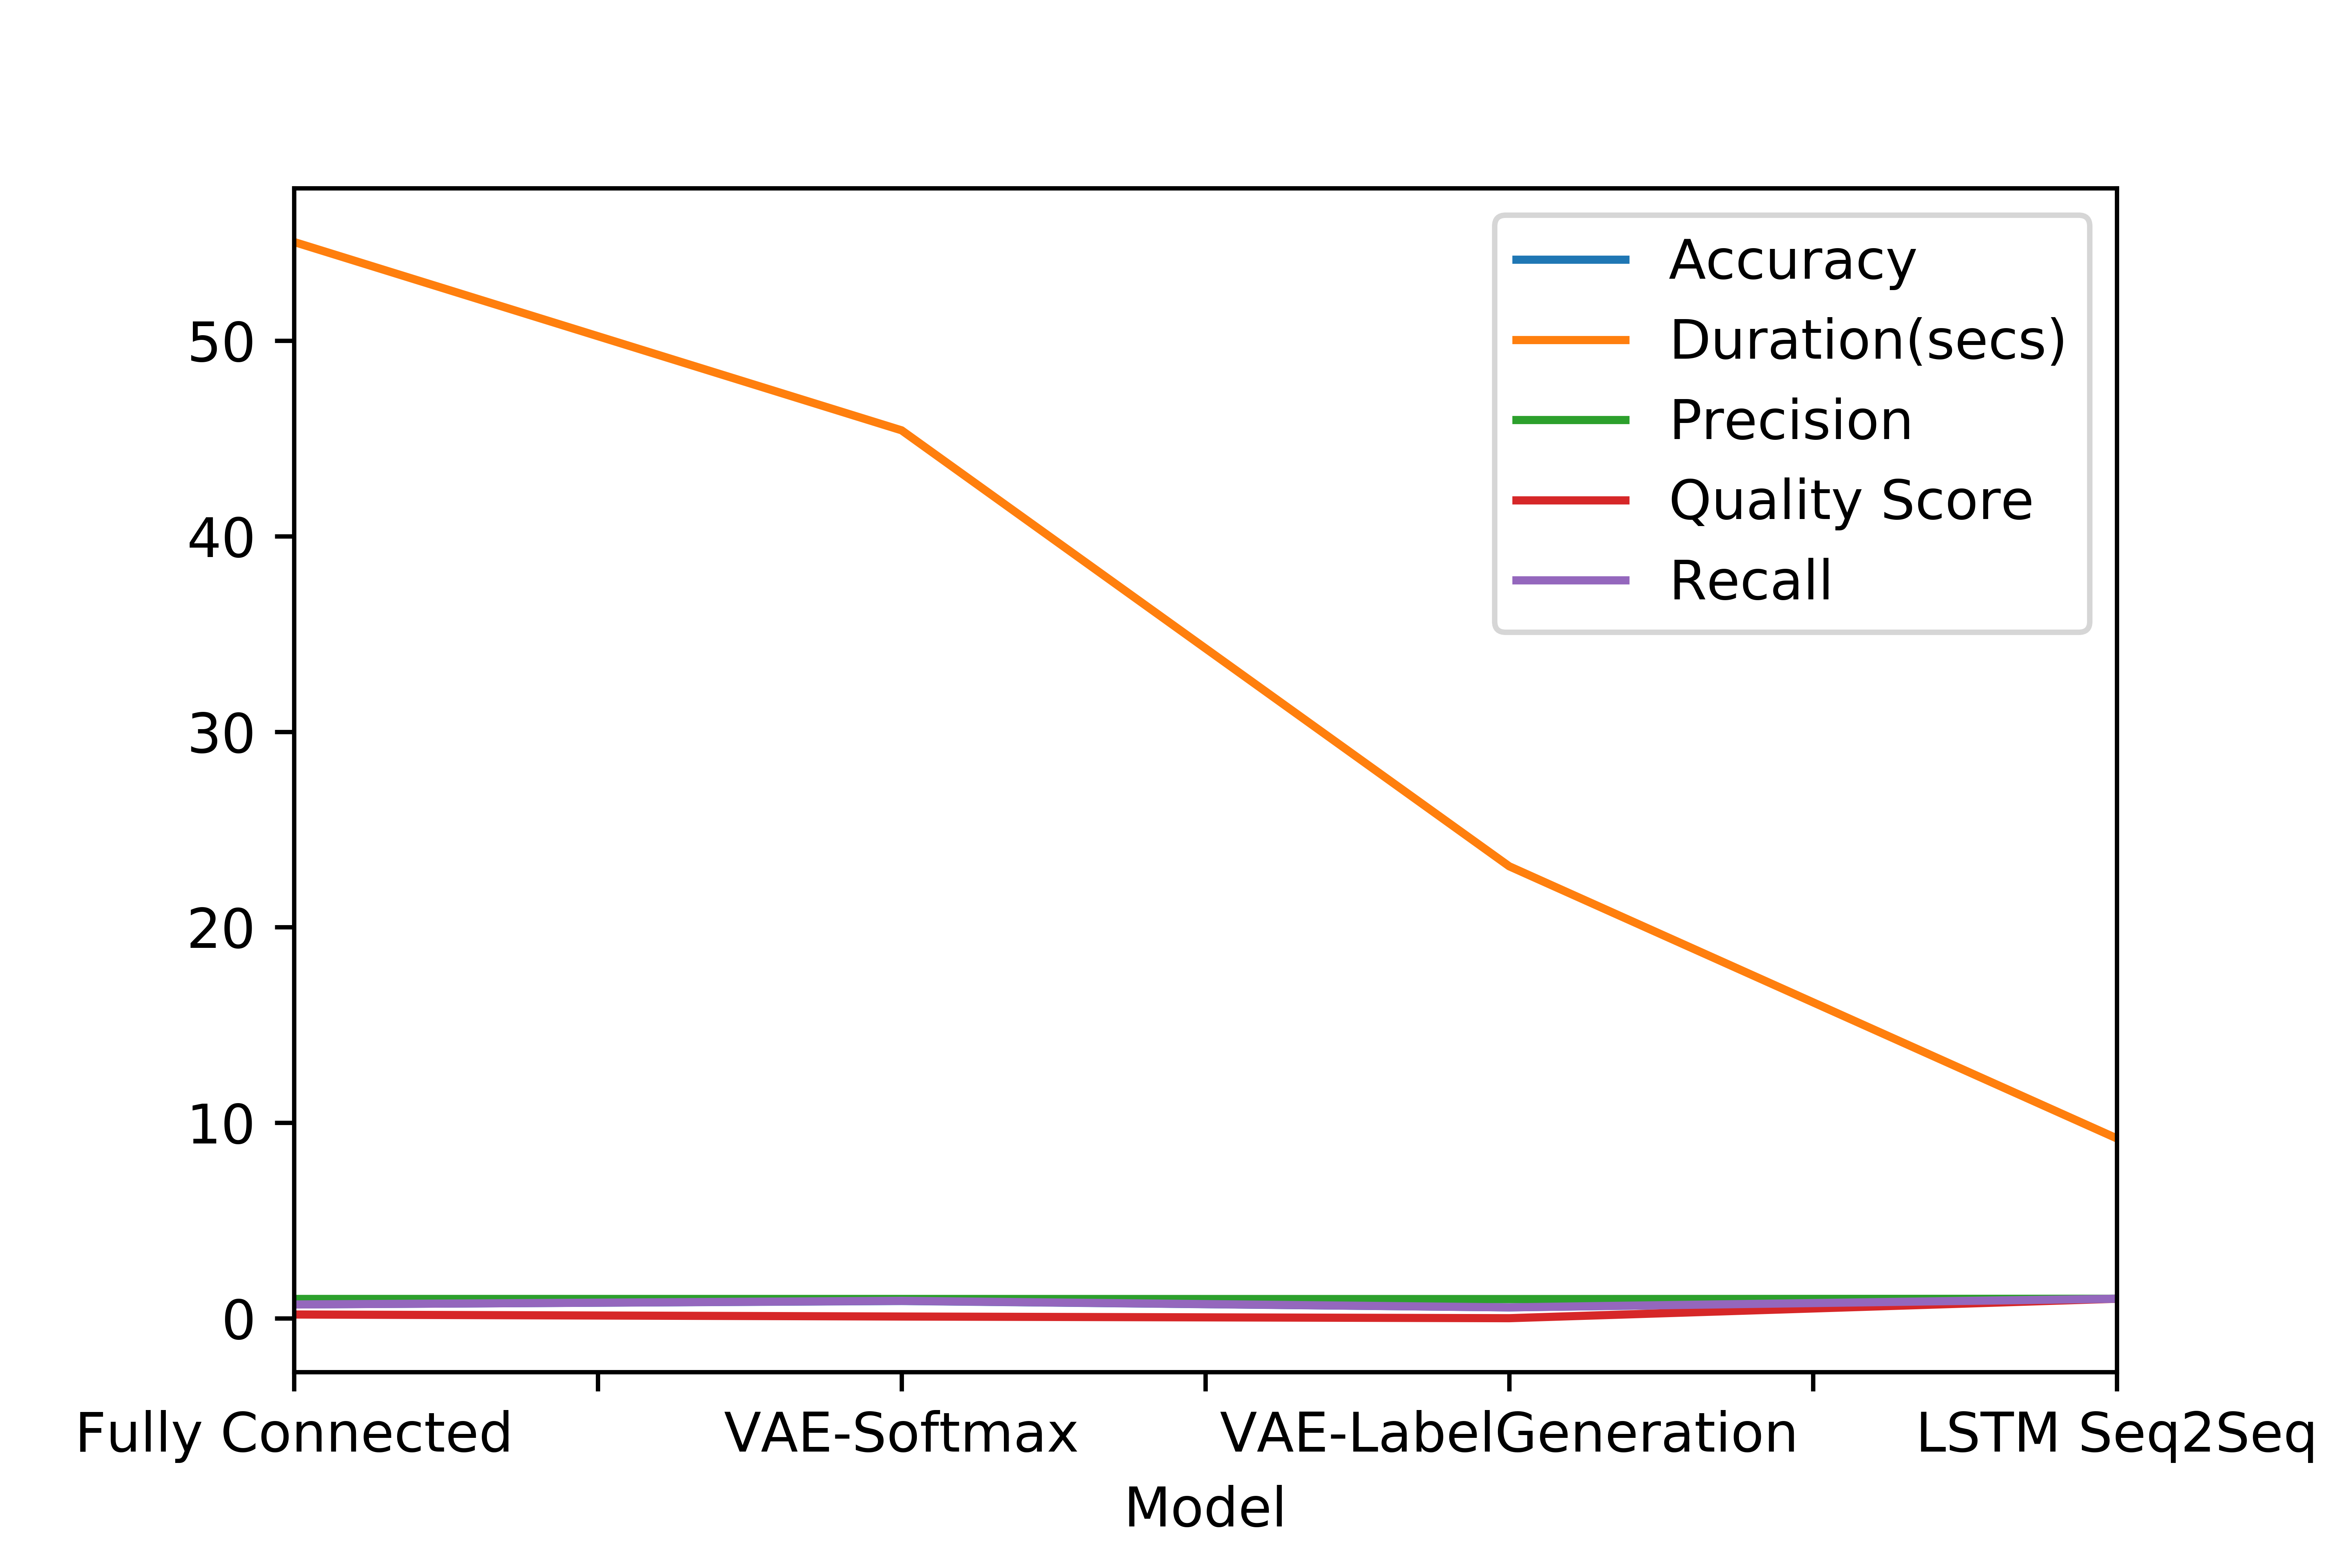 Accuracy
Duration(secs)
Precision
Quality Score
Recall
50
40
30
20
10
0
Fully Connected VAE-Softmax VAE-LabelGeneration LSTM Seq2Seq
Model